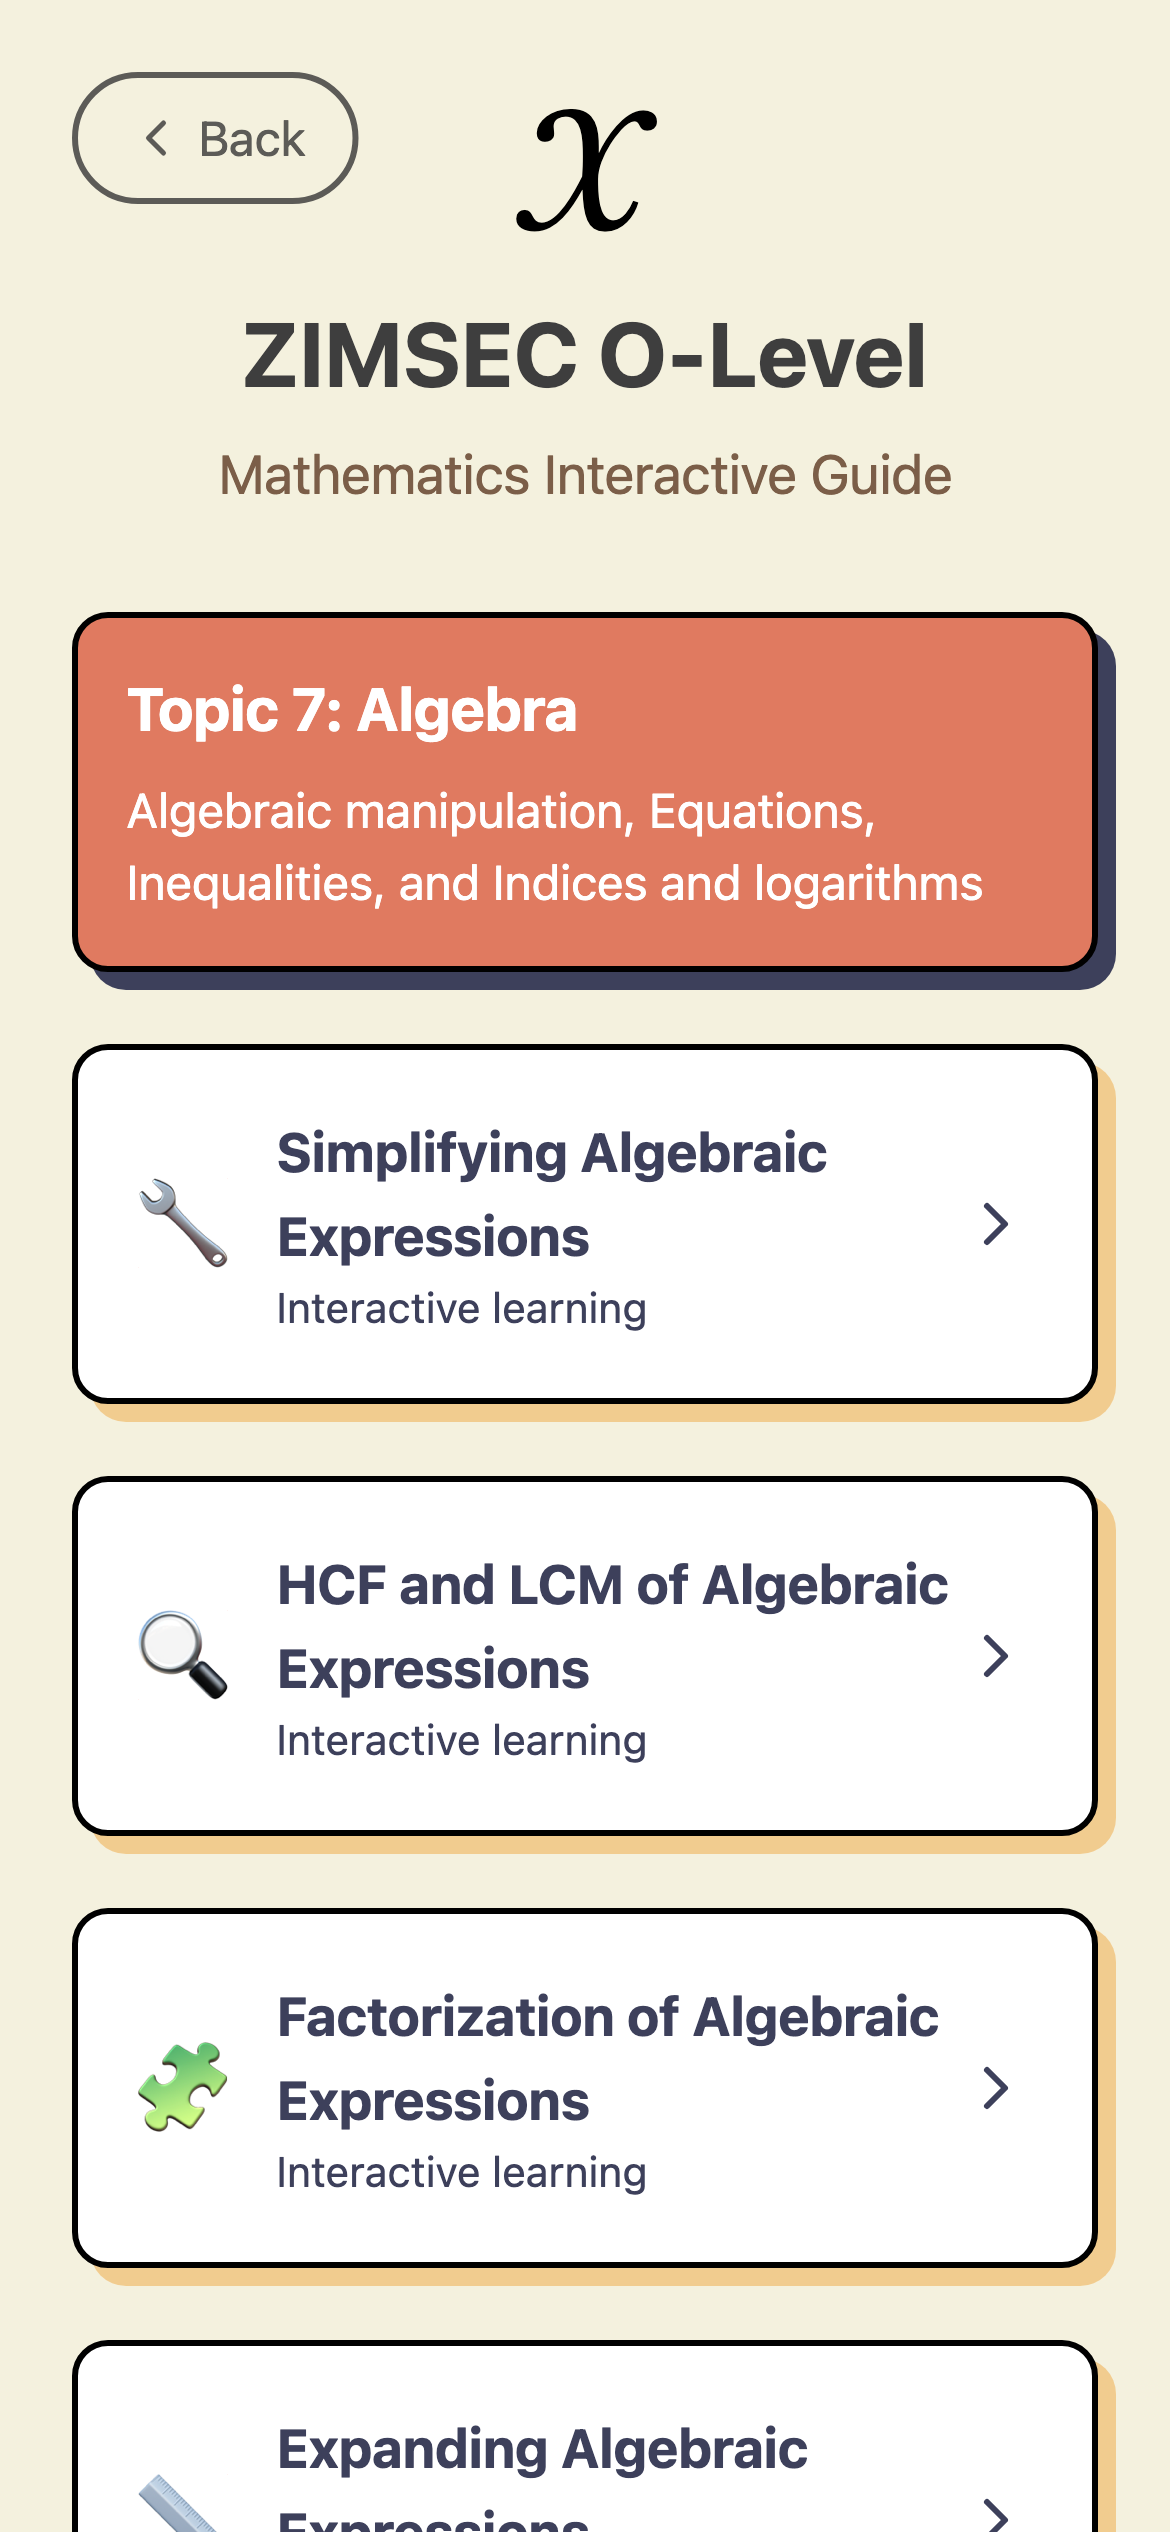 Back
x
ZIMSEC O-Level
Mathematics Interactive Guide
Topic 7: Algebra
Algebraic manipulation, Equations,
Inequalities, and Indices and logarithms
Simplifying Algebraic
Expressions
Interactive learning
HCF and LCM of Algebraic
Expressions
Interactive learning
Factorization of Algebraic
Expressions
Interactive learning
Expanding Algebraic
Expressions